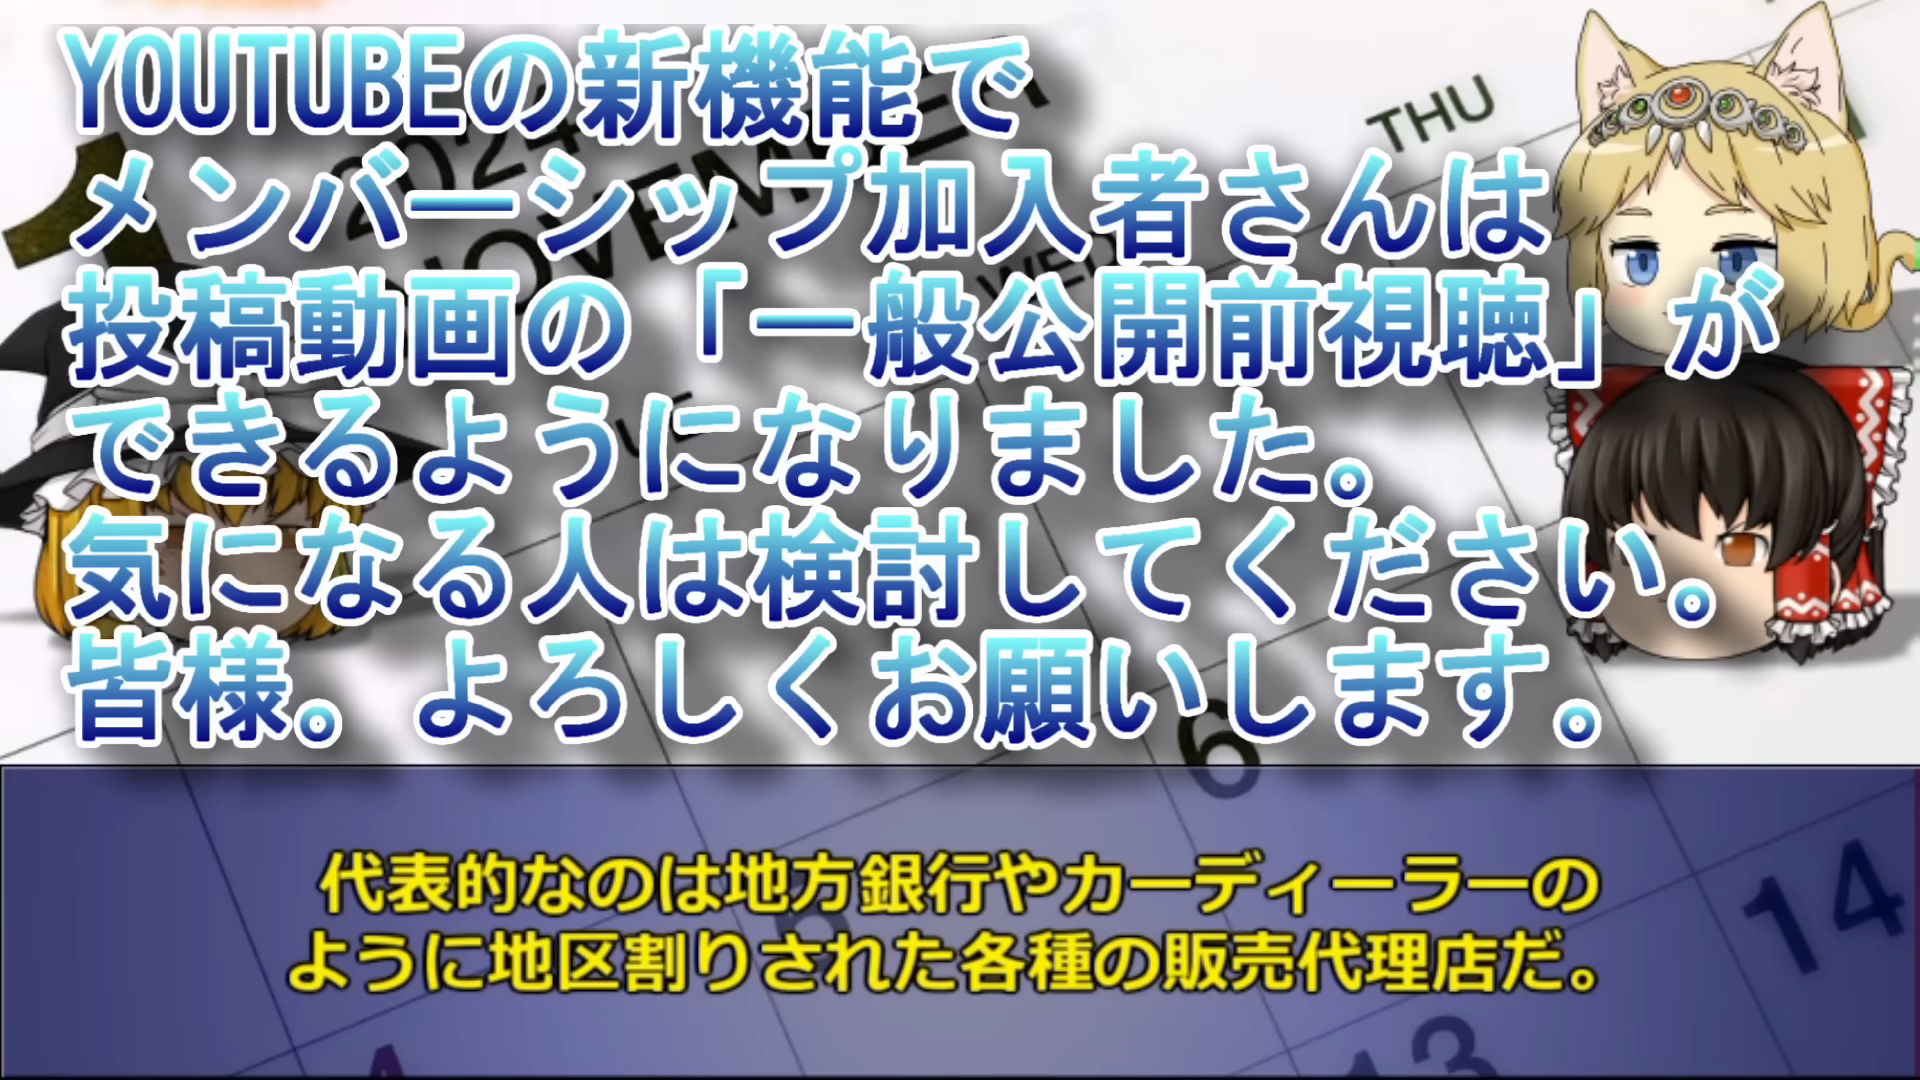 YOUTUBEの新機能で
メンバーシップ加入者さんは
投稿動画の「一般公開前視聴」が
できるようになりました。
気になる人は検討してください。
皆様。よろしくお願いします。
2024
NOVEMBER
THU
WED
6
14
13
代表的なのは地方銀行やカーディーラーの
ように地区割りされた各種の販売代理店だ。